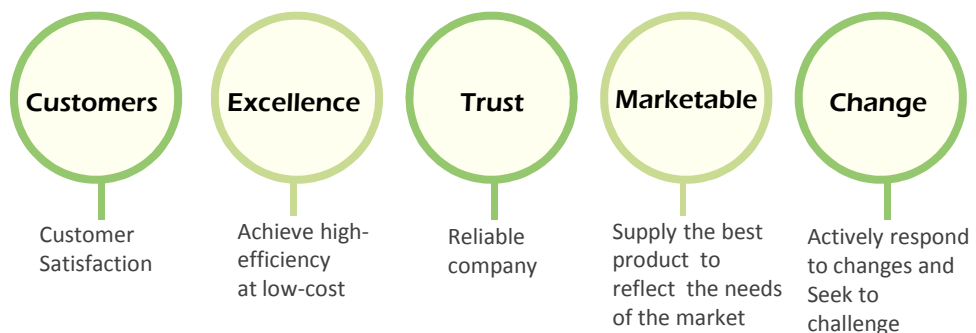 Customers
Excellence
Trust
Marketable
Change
Customer
Satisfaction
Achieve high-
efficiency
at low-cost
Reliable
company
Supply the best
product to
reflect the needs
of the market
Actively respond
to changes and
Seek to
challenge